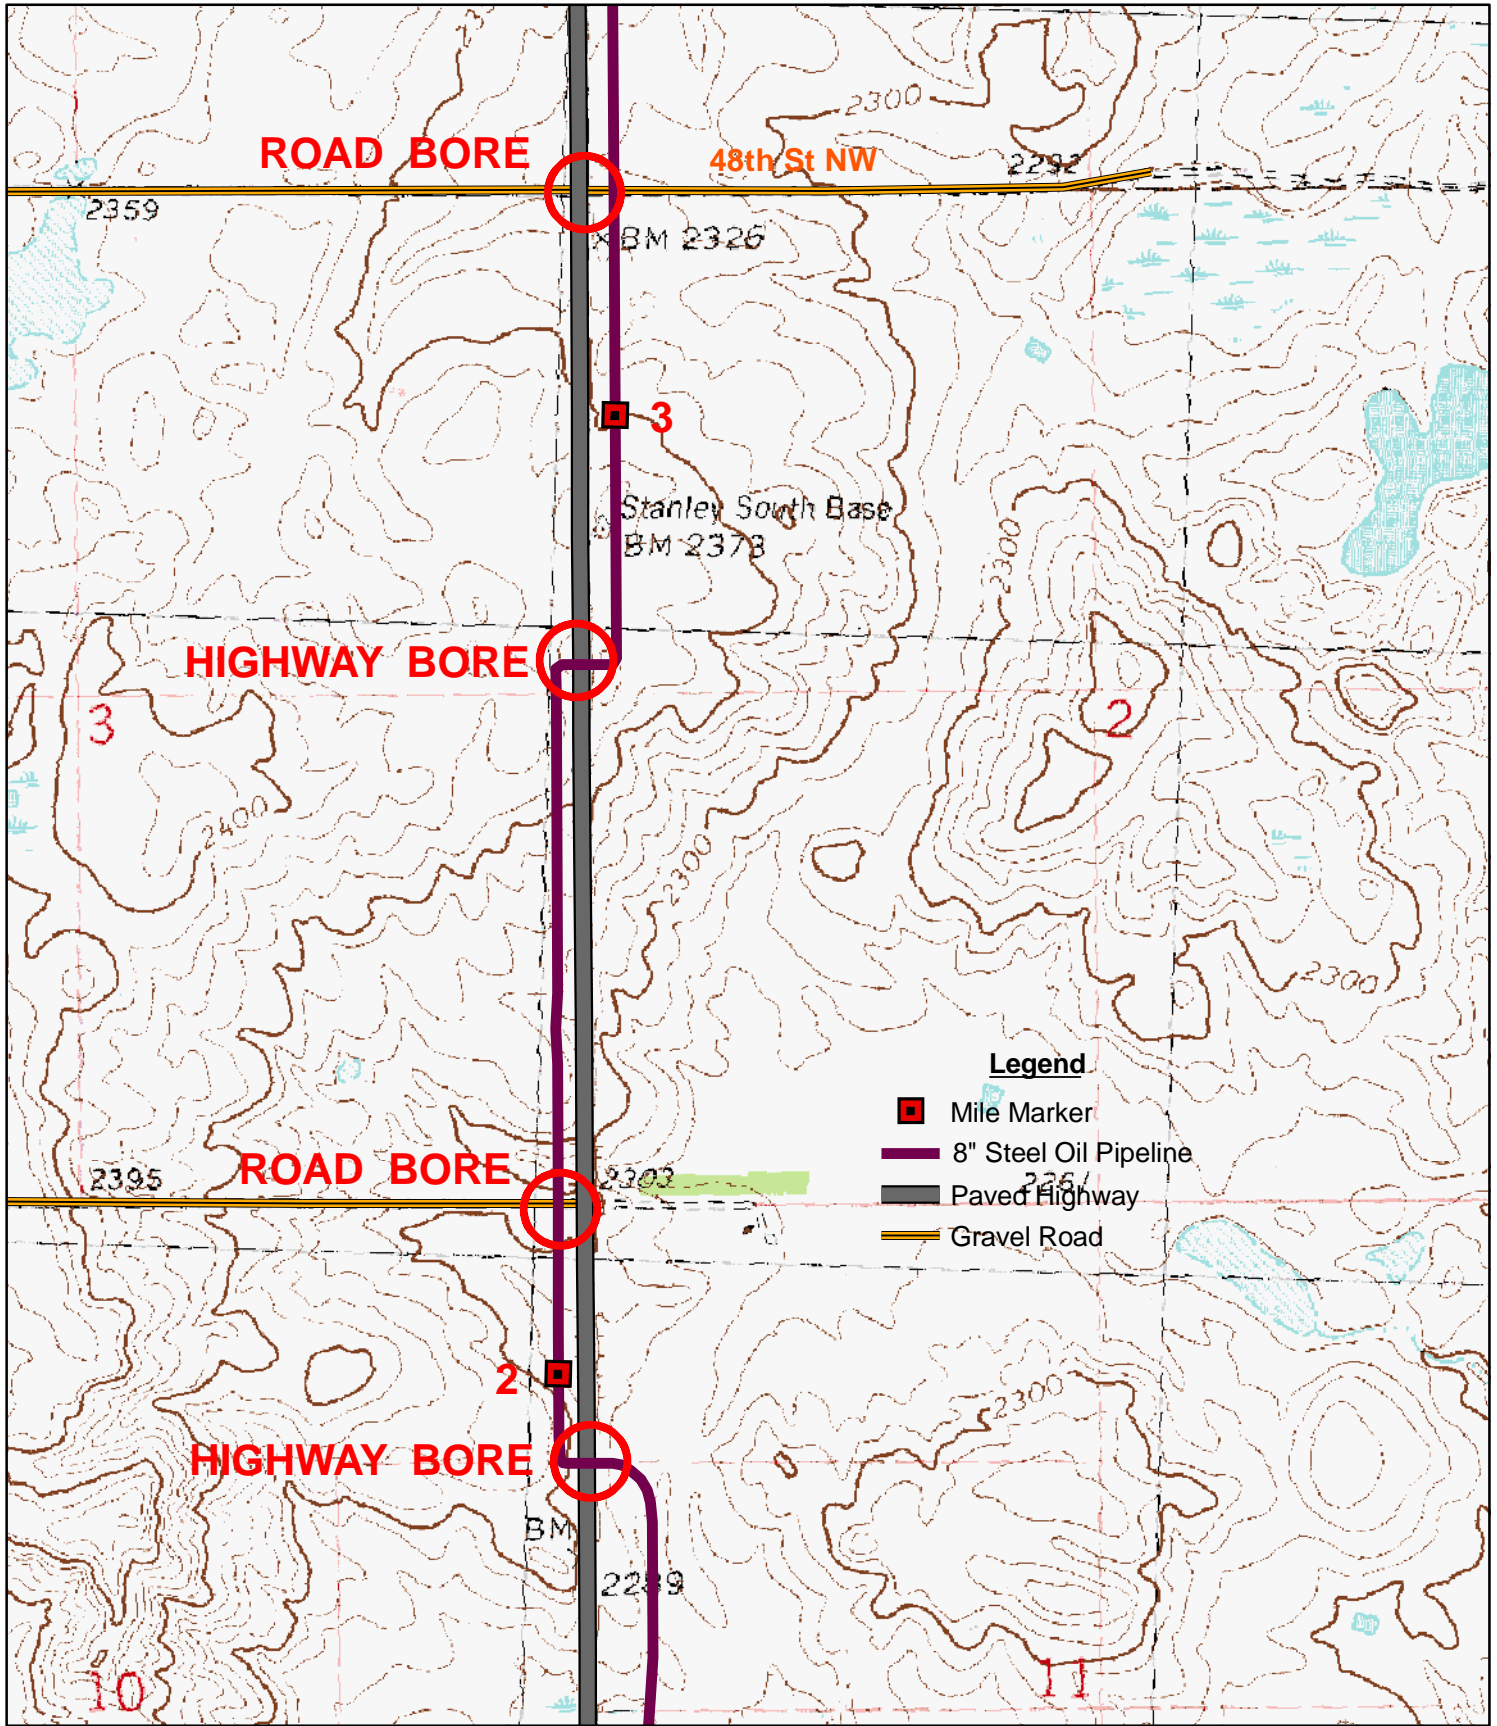 2300
ROAD BORE
48th St NW
2292
2359
BM 2326
3
Stanley South Base
BM 2373
2300
HIGHWAY BORE
3
2
2400
2300
2300
Legend
Mile Marker
8" Steel Oil Pipeline
Paved Highway
Gravel Road
2395
ROAD BORE
2303
2
2300
HIGHWAY BORE
BM
2289
10
11